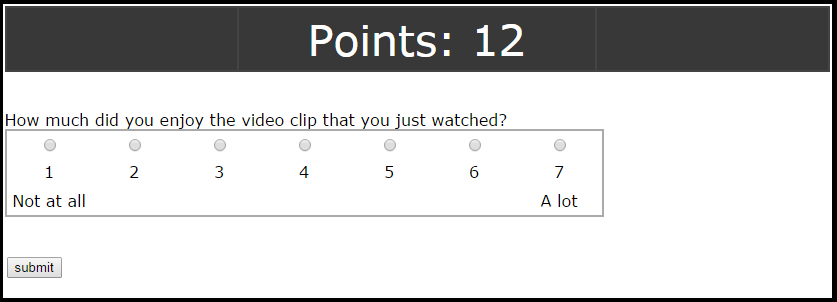 Points: 12
How much did you enjoy the video clip that you just watched?
1 2 3 4 5 6 7
Not at all A lot
submit